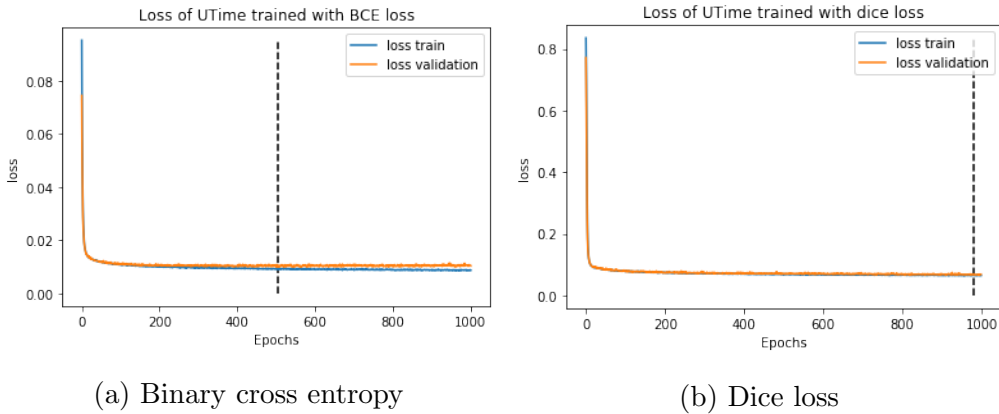 Loss of UTime trained with BCE loss
loss train
loss validation
0.08
0.06
0.04
0.02
0.00
loss
0 200 400 600 800 1000
Epochs
(a) Binary cross entropy
Loss of UTime trained with dice loss
loss train
loss validation
0.8
0.6
0.4
0.2
0.0
loss
0 200 400 600 800 1000
Epochs
(b) Dice loss